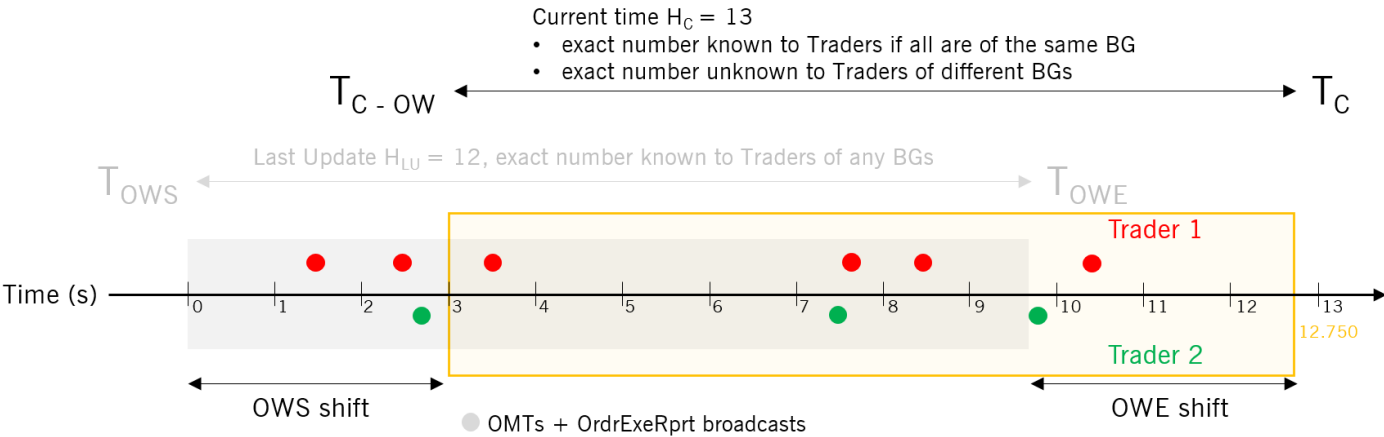 Current time H_C = 13
• exact number known to Traders if all are of the same BG
• exact number unknown to Traders of different BGs
T_C - OW
T_C
Last Update H_LU = 12, exact number known to Traders of any BGs
T_OWS
T_OWE
Trader 1
Time (s)
0 1 2 3 4 5 6 7 8 9 10 11 12 13
12.750
Trader 2
OWS shift
OWE shift
OMTs + OrdrExeRprt broadcasts